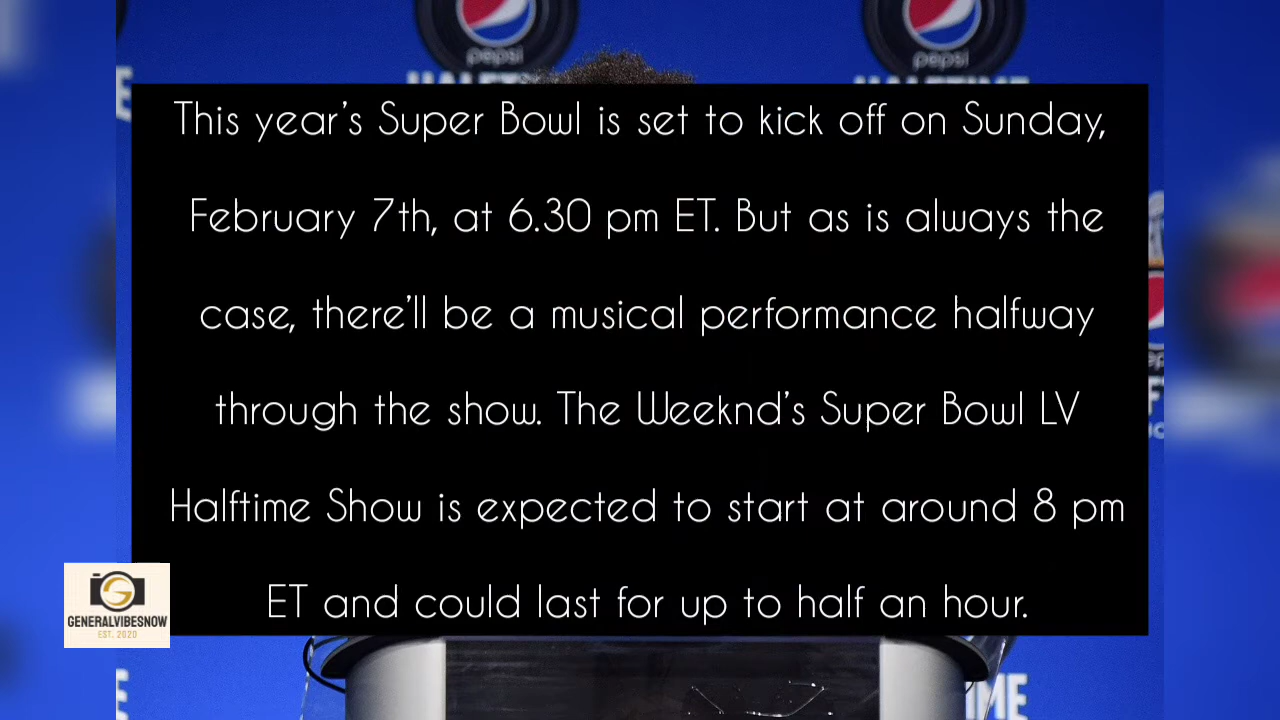 pepsi
pepsi
This year's Super Bowl is set to kick off on Sunday,
February 7th, at 6.30 pm ET. But as is always the
case, there'll be a musical performance halfway
through the show. The Weeknd's Super Bowl LV
Halftime Show is expected to start at around 8 pm
ET and could last for up to half an hour.
GENERALVIBESNOW
EST. 2020